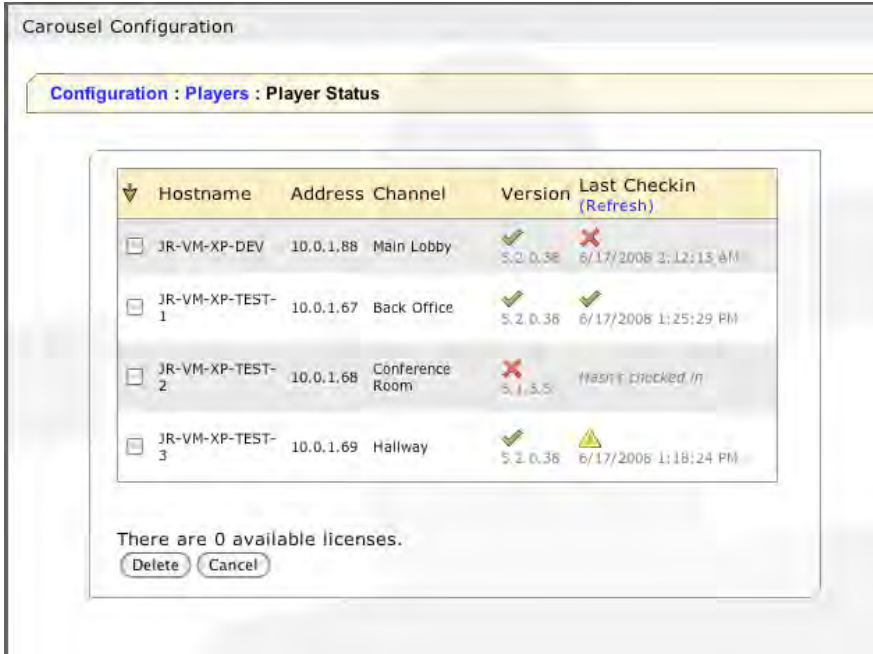 Carousel Configuration
Configuration : Players : Player Status
Hostname Address Channel Version Last Checkin
(Refresh)
JR-VM-XP-DEV 10.0.1.88 Main Lobby
5.2.0.38 6/17/2008 2:12:13 AM
JR-VM-XP-TEST-
1 10.0.1.67 Back Office
5.2.0.38 6/17/2008 1:25:29 PM
JR-VM-XP-TEST-
2 10.0.1.68 Conference
Room
5.1.5.5 Hasn't checked in
JR-VM-XP-TEST-
3 10.0.1.69 Hallway
5.2.0.38 6/17/2008 1:18:24 PM
There are 0 available licenses.
Delete Cancel